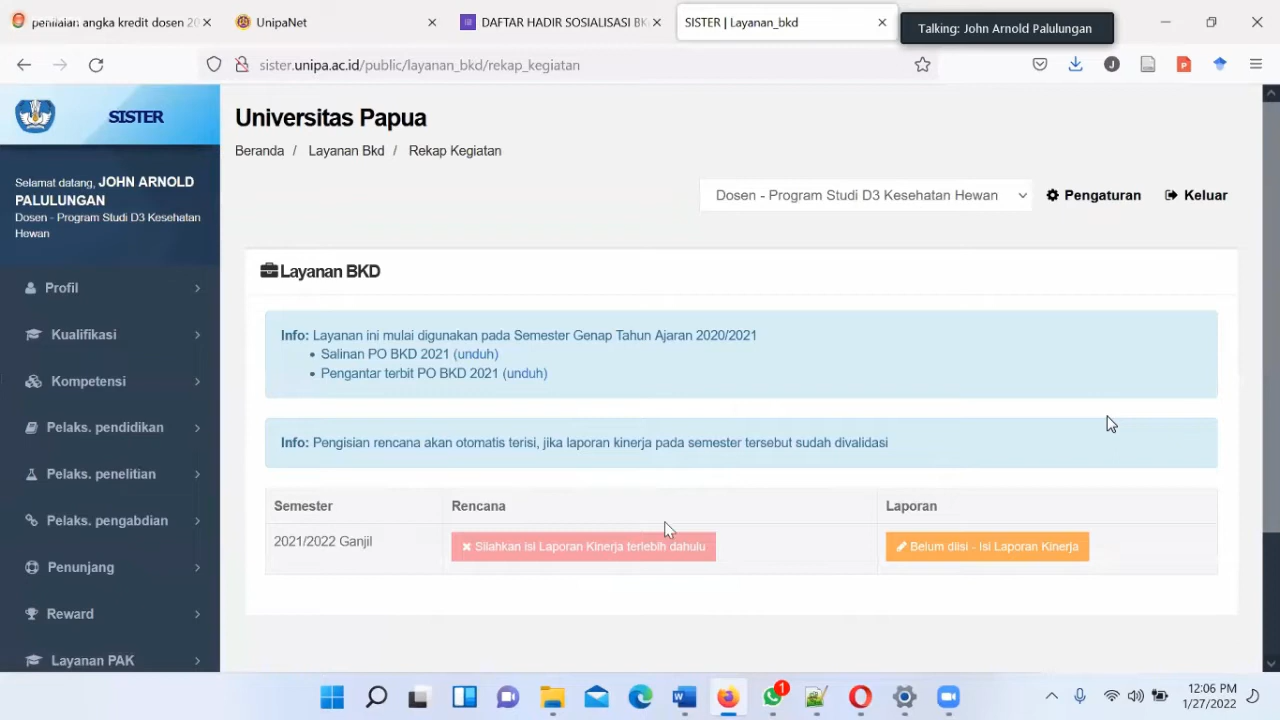 penilaian angka kredit dosen 20
UnipaNet
DAFTAR HADIR SOSIALISASI BK
SISTER | Layanan_bkd
Talking: John Arnold Palulungan
sister.unipa.ac.id/public/layanan_bkd/rekap_kegiatan
J
P
SISTER
Universitas Papua
Beranda / Layanan Bkd / Rekap Kegiatan
Selamat datang, JOHN ARNOLD
PALULUNGAN
Dosen - Program Studi D3 Kesehatan
Hewan
Dosen - Program Studi D3 Kesehatan Hewan
Pengaturan
Keluar
Profil
Kualifikasi
Kompetensi
Pelaks. pendidikan
Pelaks. penelitian
Pelaks. pengabdian
Penunjang
Reward
Layanan PAK
Layanan BKD
Info: Layanan ini mulai digunakan pada Semester Genap Tahun Ajaran 2020/2021
• Salinan PO BKD 2021 (unduh)
• Pengantar terbit PO BKD 2021 (unduh)
Info: Pengisian rencana akan otomatis terisi, jika laporan kinerja pada semester tersebut sudah divalidasi
Semester Rencana Laporan
2021/2022 Ganjil Silahkan isi Laporan Kinerja terlebih dahulu Belum diisi - Isi Laporan Kinerja
1
12:06 PM
1/27/2022